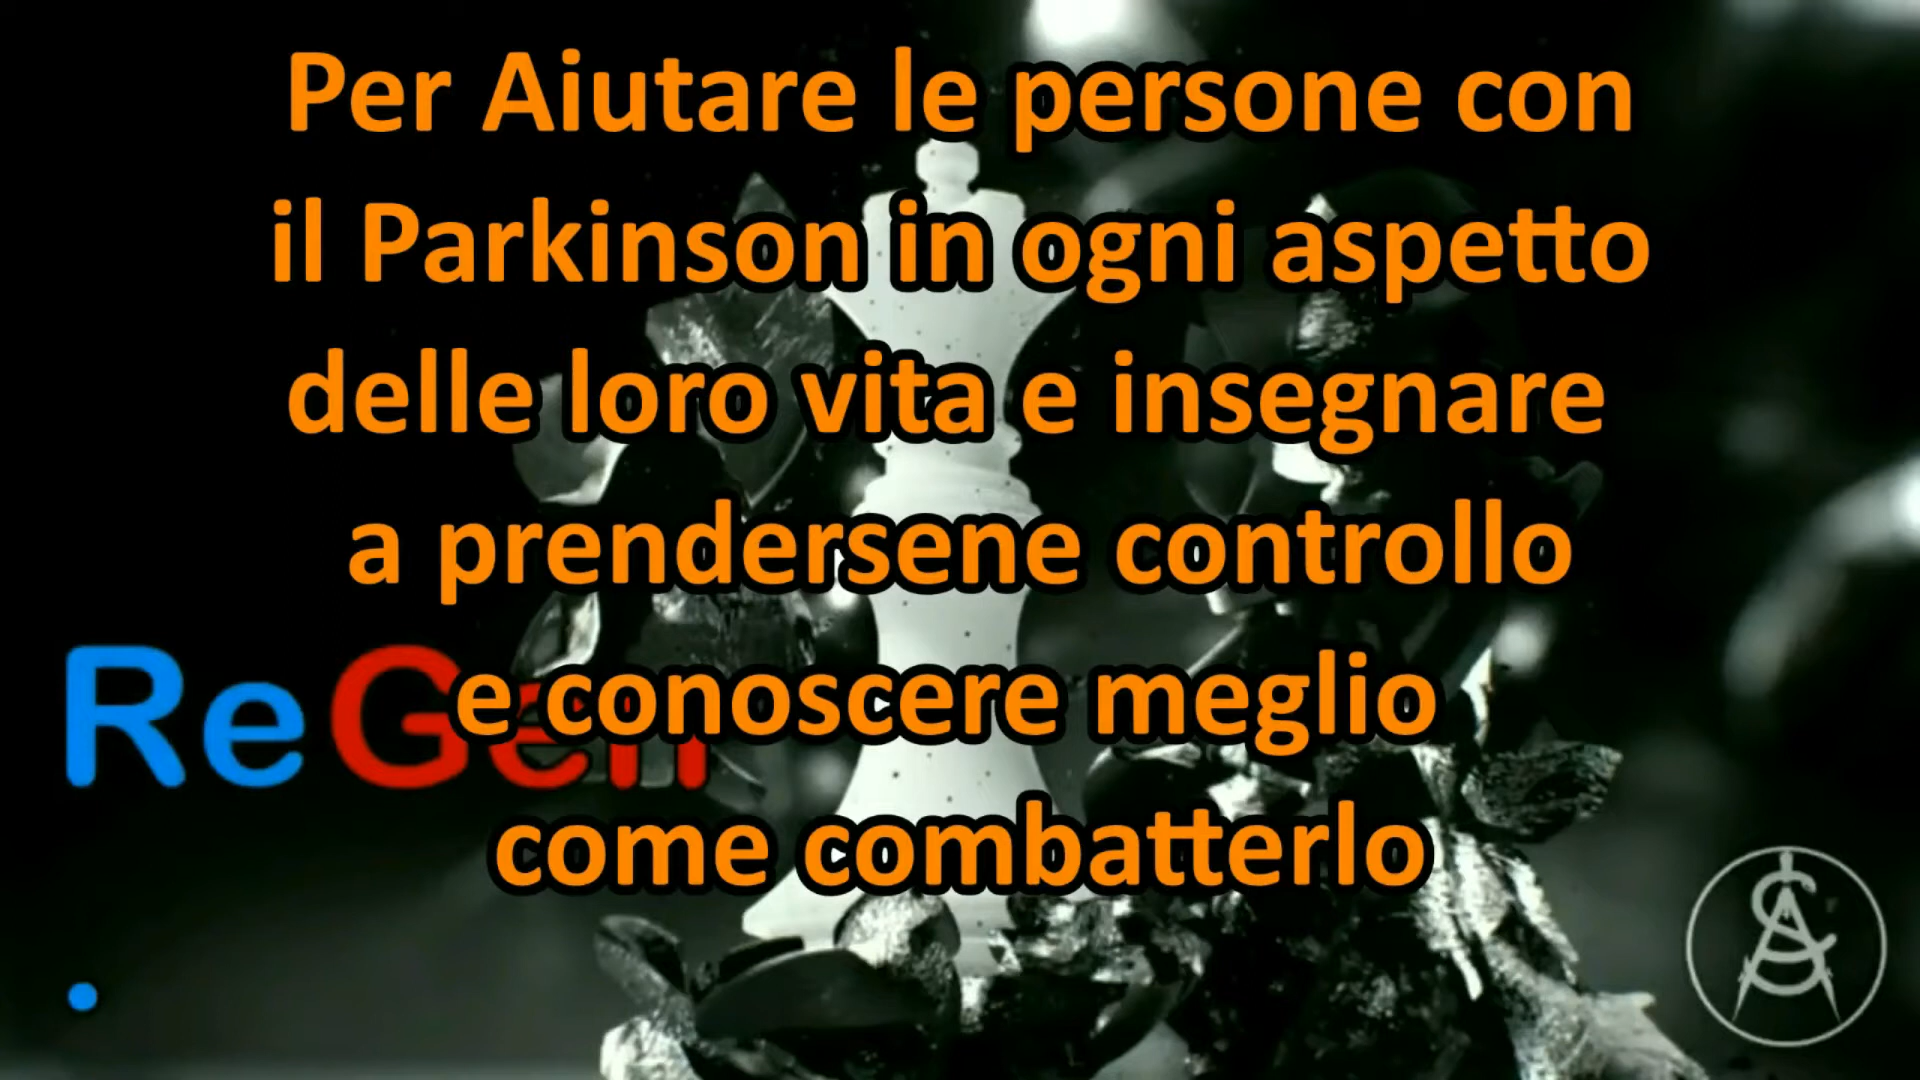 Per Aiutare le persone con
il Parkinson in ogni aspetto
delle loro vita e insegnare
a prendersene controllo
e conoscere meglio
come combatterlo
ReGen